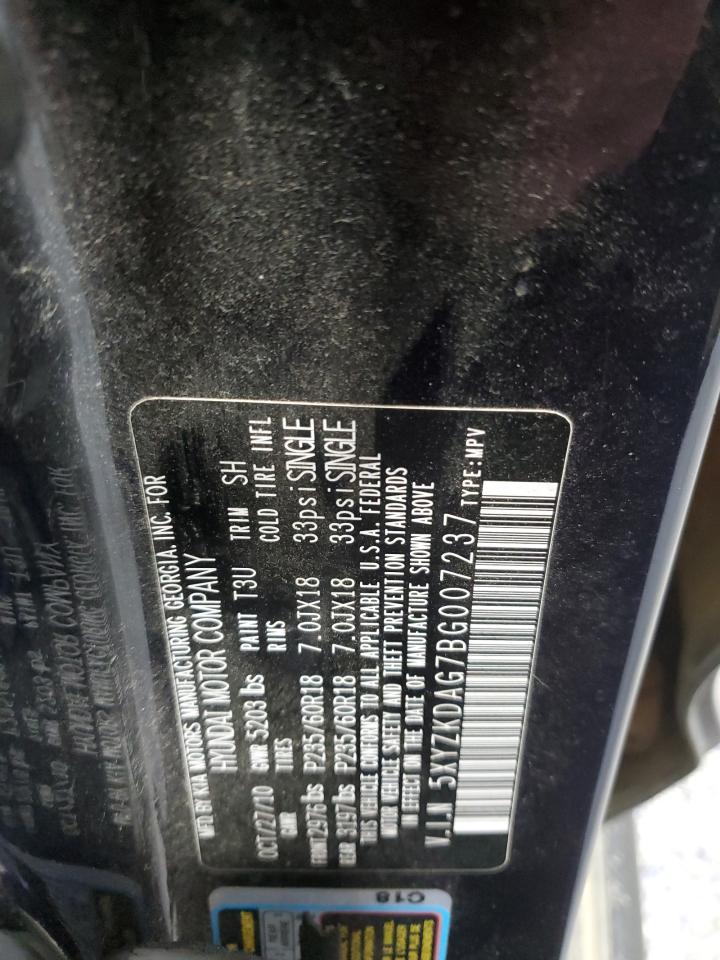 MFD BY KIA MOTORS MANUFACTURING GEORGIA. INC. FOR
HYUNDAI MOTOR COMPANY
OCT/27/10 GVWR 5203 lbs PAINT T3U TRIM SH
GAWR TIRES RIMS COLD TIRE INFL
FRONT 2976 lbs P235/60R18 7.0JX18 33psi SINGLE
REAR 3197 lbs P235/60R18 7.0JX18 33psi SINGLE
THIS VEHICLE CONFORMS TO ALL APPLICABLE U.S.A. FEDERAL
MOTOR VEHICLE SAFETY AND THEFT PREVENTION STANDARDS
IN EFFECT ON THE DATE OF MANUFACTURE SHOWN ABOVE
V.I.N 5XYZKDAG7BG007237 TYPE:MPV
C18